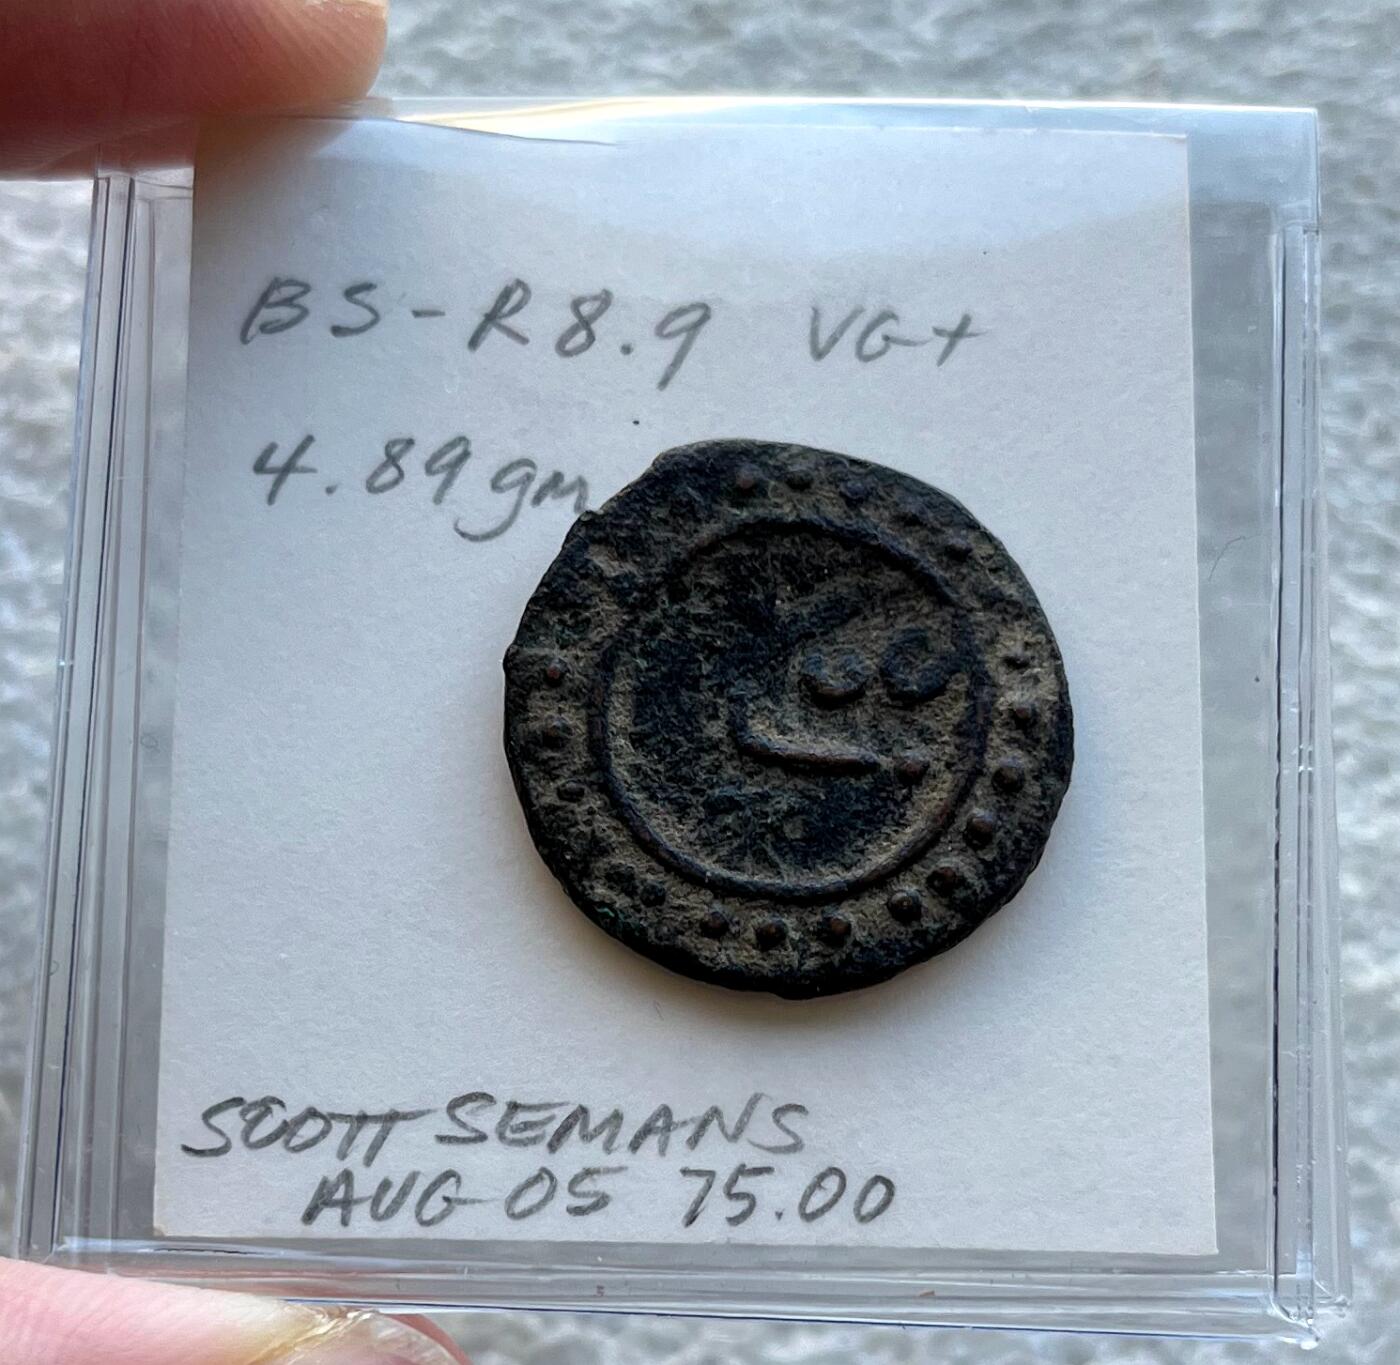 BS-R8.9 VG+
4.89gm
SCOTT SEMANS
AUG 05 75.00